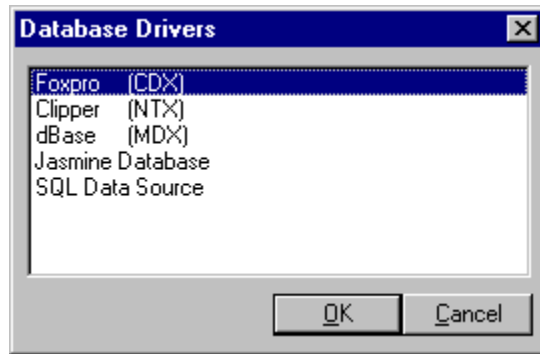 Database Drivers
Foxpro (CDX)
Clipper (NTX)
dBase (MDX)
Jasmine Database
SQL Data Source
OK Cancel